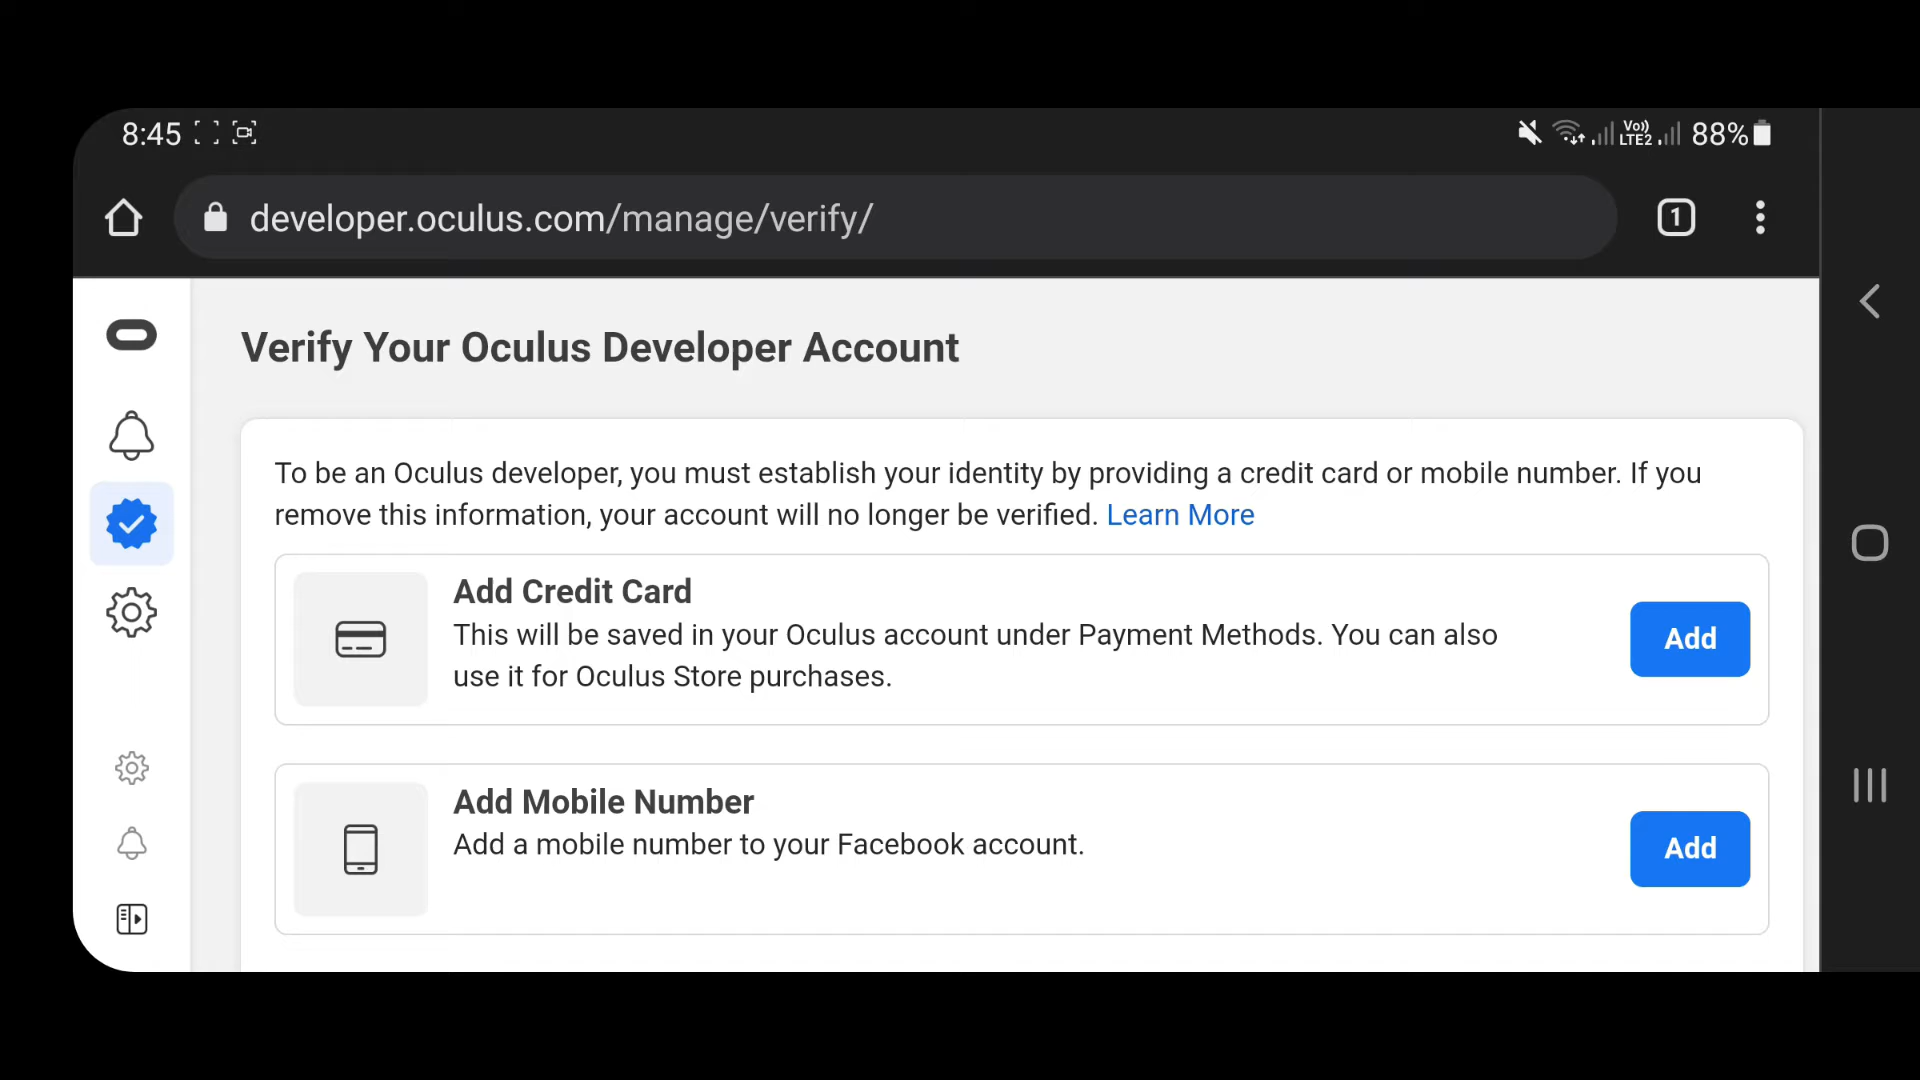 8:45
Vo))
LTE2
88%
developer.oculus.com/manage/verify/
1
Verify Your Oculus Developer Account
To be an Oculus developer, you must establish your identity by providing a credit card or mobile number. If you
remove this information, your account will no longer be verified. Learn More
Add Credit Card
This will be saved in your Oculus account under Payment Methods. You can also
use it for Oculus Store purchases.
Add
Add Mobile Number
Add a mobile number to your Facebook account.
Add